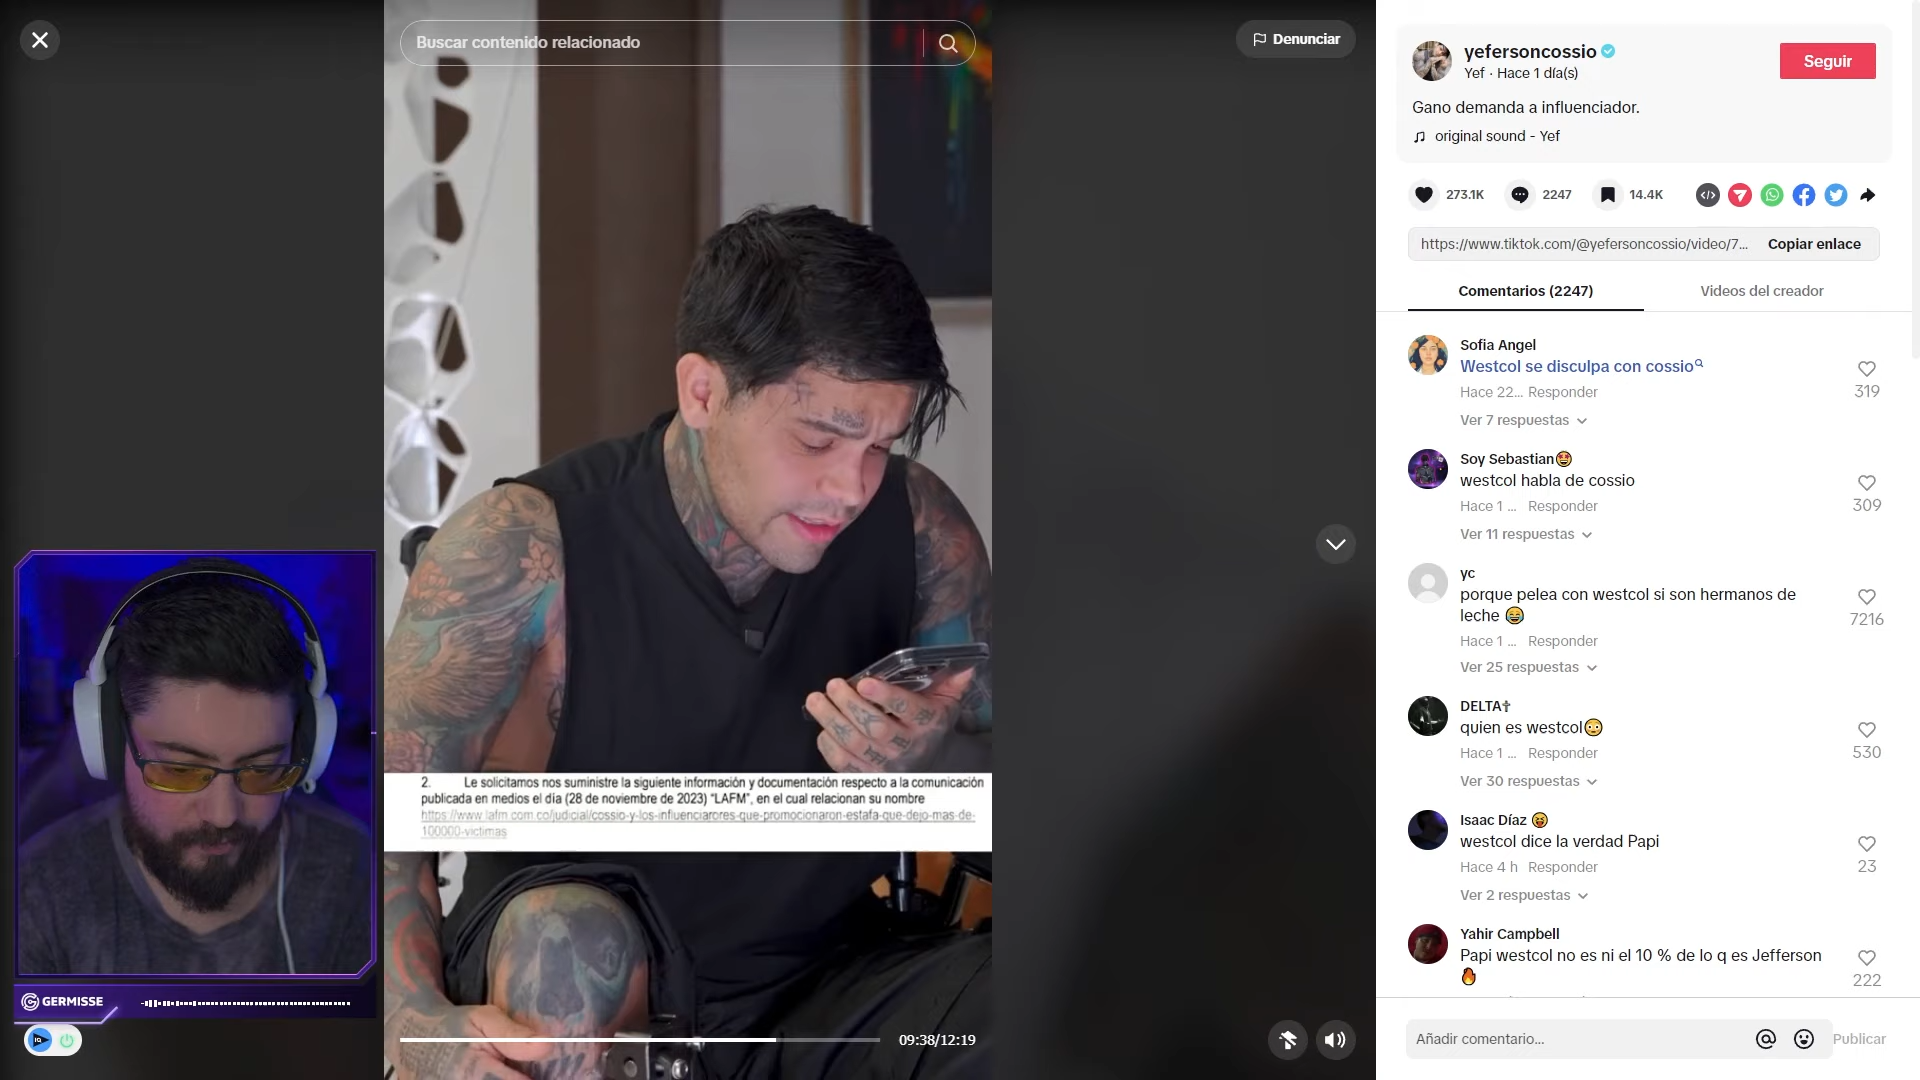 Buscar contenido relacionado
Denunciar
2. Le solicitamos nos suministre la siguiente información y documentación respecto a la comunicación
publicada en medios el día (28 de noviembre de 2023) "LAFM", en el cual relacionan su nombre
https://www.lafm.com.co/judicial/cossio-y-los-influenciarores-que-promocionaron-estafa-que-dejo-mas-de-
100000-victimas
GERMISSE
09:38/12:19
yefersoncossio
Yef · Hace 1 día(s)
Seguir
Gano demanda a influenciador.
original sound - Yef
273.1K
2247
14.4K
https://www.tiktok.com/@yefersoncossio/video/7...
Copiar enlace
Comentarios (2247)
Videos del creador
Sofia Angel
Westcol se disculpa con cossio
Hace 22... Responder
319
Ver 7 respuestas
Soy Sebastian🤩
westcol habla de cossio
Hace 1 ... Responder
309
Ver 11 respuestas
yc
porque pelea con westcol si son hermanos de
leche 😂
Hace 1 ... Responder
7216
Ver 25 respuestas
DELTA✞
quien es westcol😳
Hace 1 ... Responder
530
Ver 30 respuestas
Isaac Díaz 😝
westcol dice la verdad Papi
Hace 4 h Responder
23
Ver 2 respuestas
Yahir Campbell
Papi westcol no es ni el 10 % de lo q es Jefferson
🔥
222
Añadir comentario...
Publicar